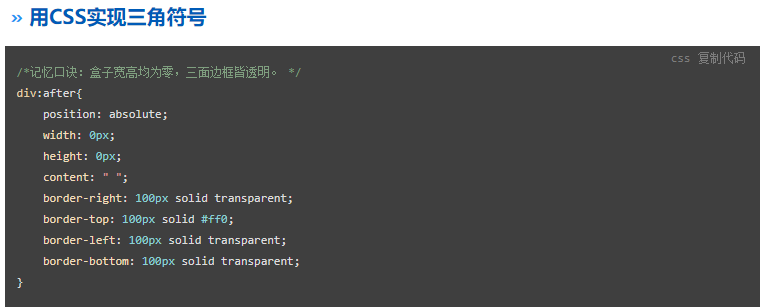 » 用CSS实现三角符号
css 复制代码
/*记忆口诀：盒子宽高均为零，三面边框皆透明。 */
div:after{
    position: absolute;
    width: 0px;
    height: 0px;
    content: " ";
    border-right: 100px solid transparent;
    border-top: 100px solid #ff0;
    border-left: 100px solid transparent;
    border-bottom: 100px solid transparent;
}